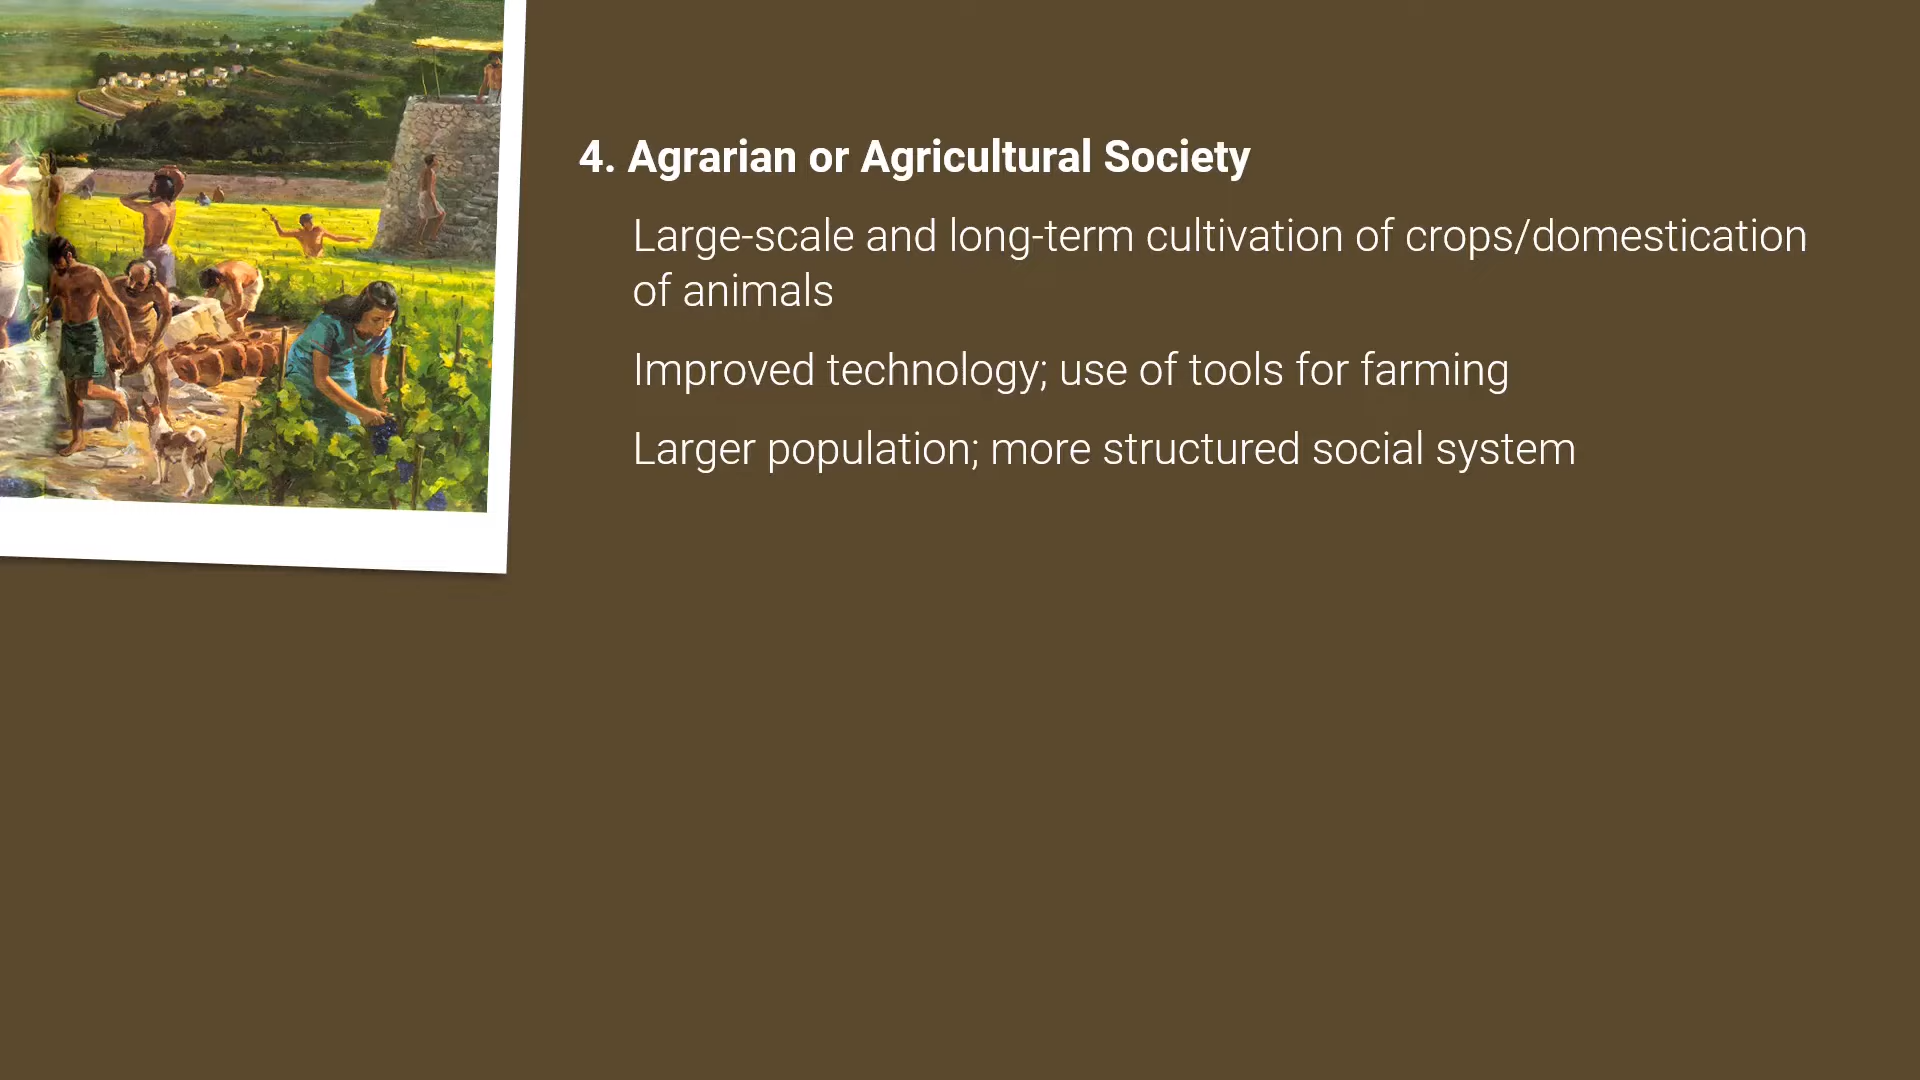 4. Agrarian or Agricultural Society
Large-scale and long-term cultivation of crops/domestication
of animals
Improved technology; use of tools for farming
Larger population; more structured social system